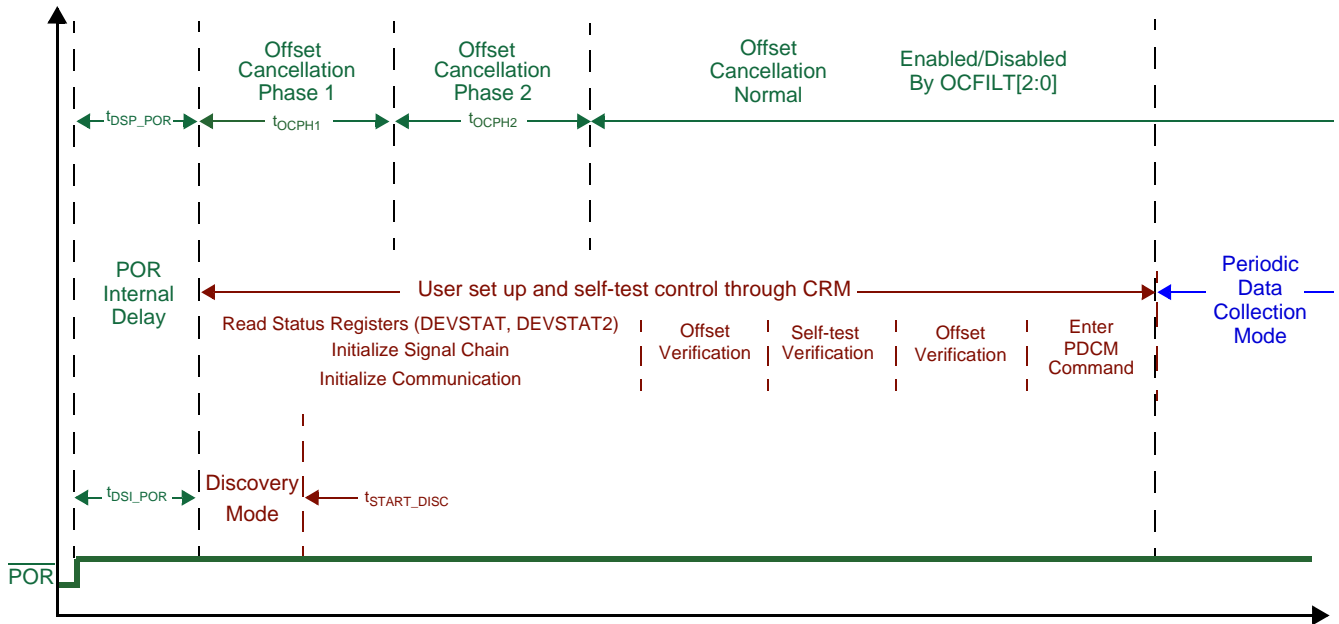 Offset
Cancellation
Phase 1
Offset
Cancellation
Phase 2
Offset
Cancellation
Normal
Enabled/Disabled
By OCFILT[2:0]
tDSP_POR
tOCPH1
tOCPH2
POR
Internal
Delay
User set up and self-test control through CRM
Periodic
Data
Collection
Mode
Read Status Registers (DEVSTAT, DEVSTAT2)
Initialize Signal Chain
Initialize Communication
Offset
Verification
Self-test
Verification
Offset
Verification
Enter
PDCM
Command
tDSI_POR
Discovery
Mode
tSTART_DISC
POR